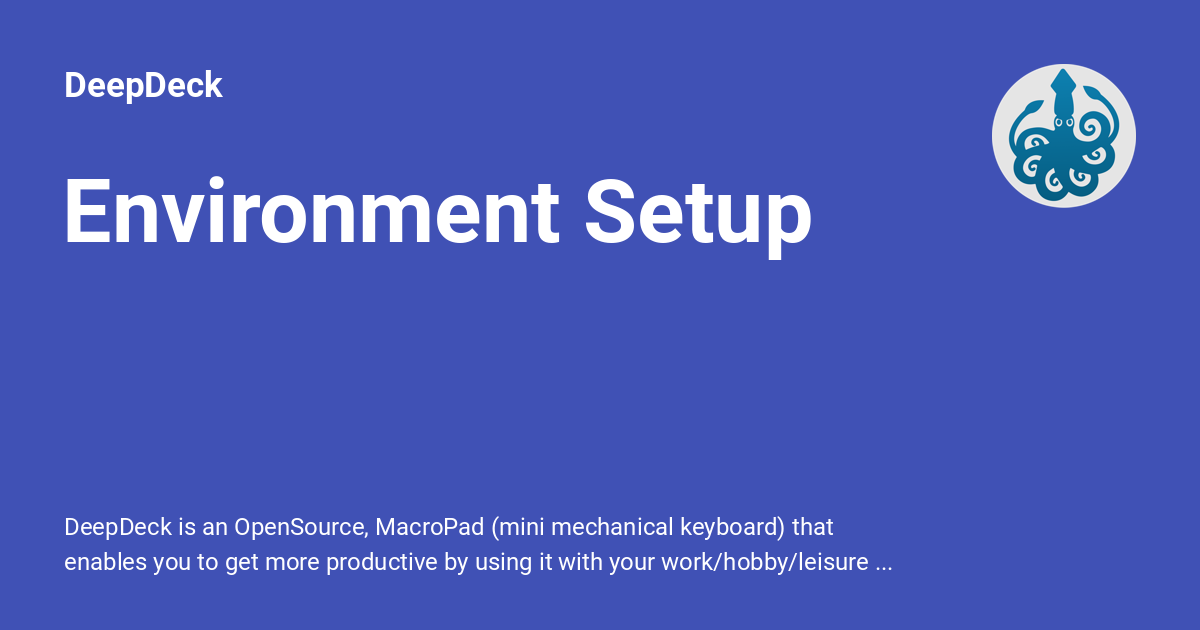 DeepDeck
Environment Setup
DeepDeck is an OpenSource, MacroPad (mini mechanical keyboard) that
enables you to get more productive by using it with your work/hobby/leisure ...